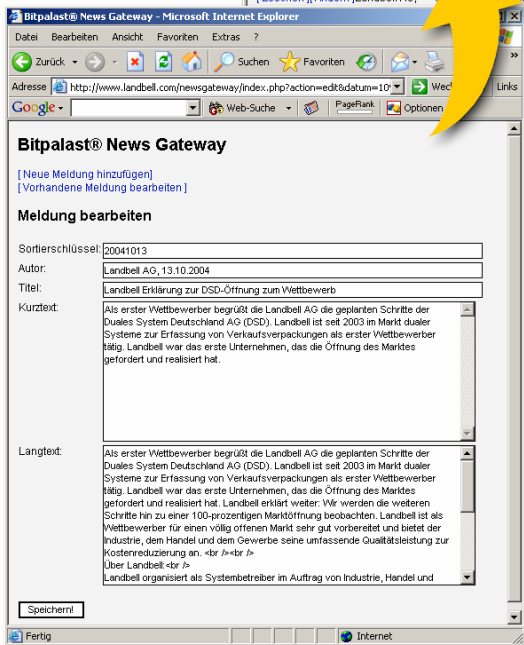 [ Löschen ][Ändern ]
Bitpalast® News Gateway - Microsoft Internet Explorer
Datei Bearbeiten Ansicht Favoriten Extras ?
Zurück Suchen Favoriten
Adresse http://www.landbell.com/newsgateway/index.php?action=edit&datum=10 Links
Google Web-Suche PageRank Optionen
Bitpalast® News Gateway
[ Neue Meldung hinzufügen]
[ Vorhandene Meldung bearbeiten ]
Meldung bearbeiten
Sortierschlüssel: 20041013
Autor: Landbell AG, 13.10.2004
Titel: Landbell Erklärung zur DSD-Öffnung zum Wettbewerb
Kurztext: Als erster Wettbewerber begrüßt die Landbell AG die geplanten Schritte der
Duales System Deutschland AG (DSD). Landbell ist seit 2003 im Markt dualer
Systeme zur Erfassung von Verkaufsverpackungen als erster Wettbewerber
tätig. Landbell war das erste Unternehmen, das die Öffnung des Marktes
gefordert und realisiert hat.
Langtext: Als erster Wettbewerber begrüßt die Landbell AG die geplanten Schritte der
Duales System Deutschland AG (DSD). Landbell ist seit 2003 im Markt dualer
Systeme zur Erfassung von Verkaufsverpackungen als erster Wettbewerber
tätig. Landbell war das erste Unternehmen, das die Öffnung des Marktes
gefordert und realisiert hat. Landbell erklärt weiter: Wir werden die weiteren
Schritte hin zu einer 100-prozentigen Marktöffnung beobachten. Landbell ist als
Wettbewerber für einen völlig offenen Markt sehr gut vorbereitet und bietet der
Industrie, dem Handel und dem Gewerbe seine umfassende Qualitätsleistung zur
Kostenreduzierung an. <br /><br />
Über Landbell:<br />
Landbell organisiert als Systembetreiber im Auftrag von Industrie, Handel und
Speichern!
Fertig Internet